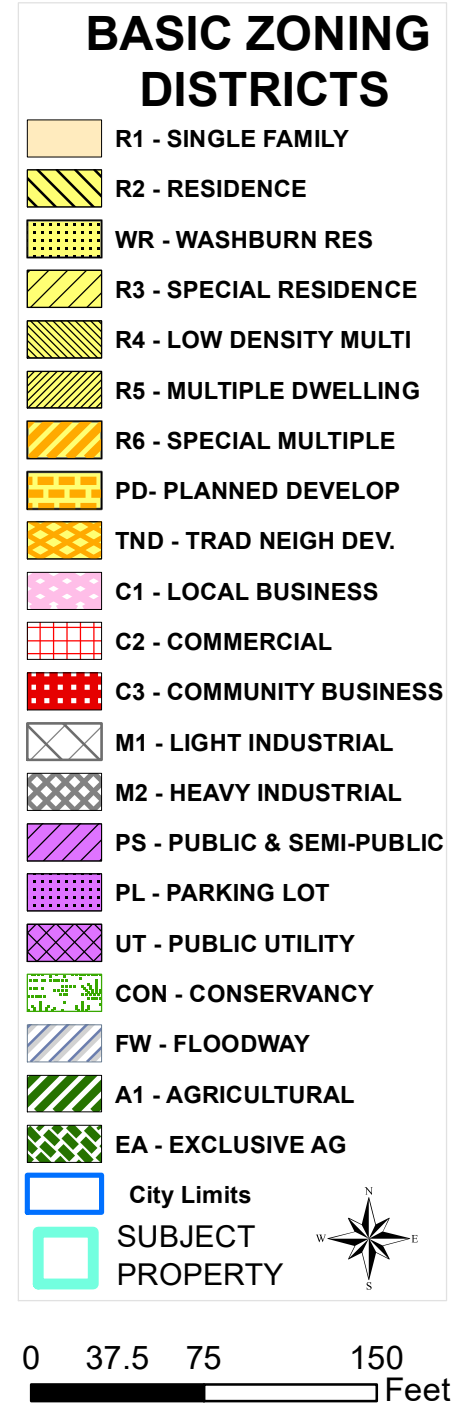 BASIC ZONING
DISTRICTS
R1 - SINGLE FAMILY
R2 - RESIDENCE
WR - WASHBURN RES
R3 - SPECIAL RESIDENCE
R4 - LOW DENSITY MULTI
R5 - MULTIPLE DWELLING
R6 - SPECIAL MULTIPLE
PD- PLANNED DEVELOP
TND - TRAD NEIGH DEV.
C1 - LOCAL BUSINESS
C2 - COMMERCIAL
C3 - COMMUNITY BUSINESS
M1 - LIGHT INDUSTRIAL
M2 - HEAVY INDUSTRIAL
PS - PUBLIC & SEMI-PUBLIC
PL - PARKING LOT
UT - PUBLIC UTILITY
CON - CONSERVANCY
FW - FLOODWAY
A1 - AGRICULTURAL
EA - EXCLUSIVE AG
City Limits
SUBJECT
PROPERTY
N
W E
S
0 37.5 75 150
Feet